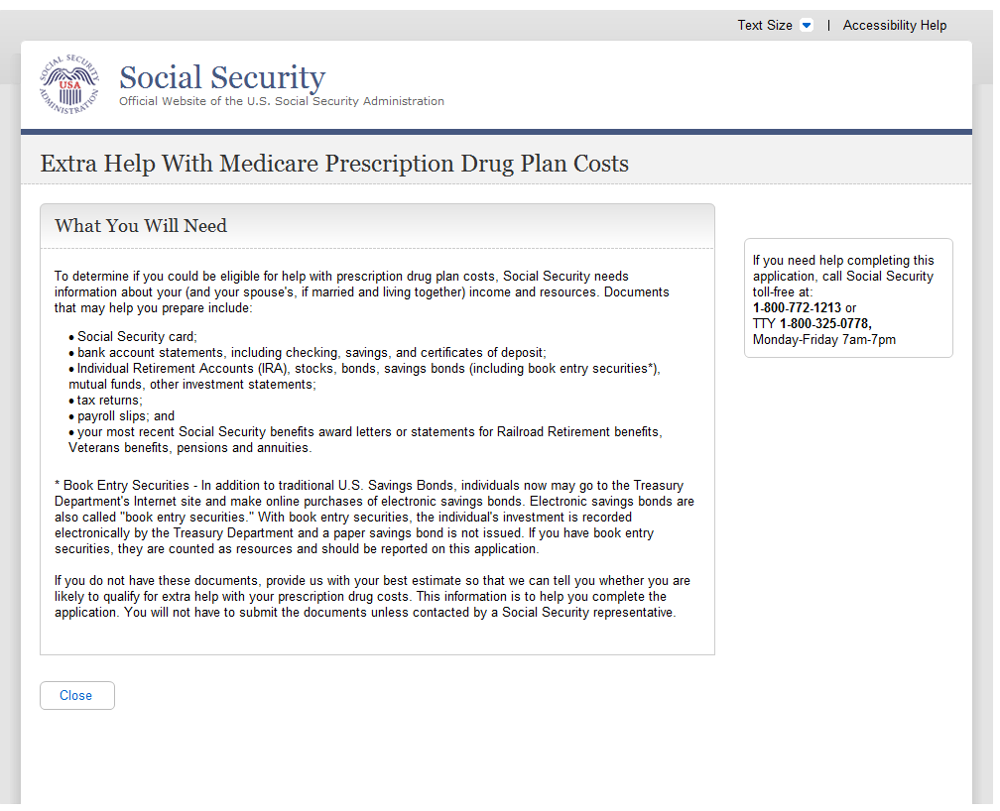 Text Size | Accessibility Help
SOCIAL SECURITY ADMINISTRATION
USA
Social Security
Official Website of the U.S. Social Security Administration
Extra Help With Medicare Prescription Drug Plan Costs
What You Will Need
To determine if you could be eligible for help with prescription drug plan costs, Social Security needs
information about your (and your spouse's, if married and living together) income and resources. Documents
that may help you prepare include:
• Social Security card;
• bank account statements, including checking, savings, and certificates of deposit;
• Individual Retirement Accounts (IRA), stocks, bonds, savings bonds (including book entry securities*),
mutual funds, other investment statements;
• tax returns;
• payroll slips; and
• your most recent Social Security benefits award letters or statements for Railroad Retirement benefits,
Veterans benefits, pensions and annuities.
* Book Entry Securities - In addition to traditional U.S. Savings Bonds, individuals now may go to the Treasury
Department's Internet site and make online purchases of electronic savings bonds. Electronic savings bonds are
also called "book entry securities." With book entry securities, the individual's investment is recorded
electronically by the Treasury Department and a paper savings bond is not issued. If you have book entry
securities, they are counted as resources and should be reported on this application.
If you do not have these documents, provide us with your best estimate so that we can tell you whether you are
likely to qualify for extra help with your prescription drug costs. This information is to help you complete the
application. You will not have to submit the documents unless contacted by a Social Security representative.
If you need help completing this
application, call Social Security
toll-free at:
1-800-772-1213 or
TTY 1-800-325-0778,
Monday-Friday 7am-7pm
Close